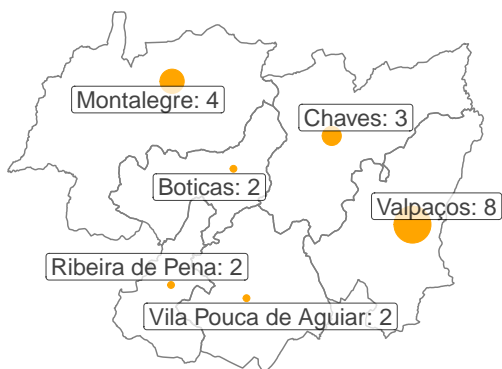 Montalegre: 4
Chaves: 3
Boticas: 2
Valpaços: 8
Ribeira de Pena: 2
Vila Pouca de Aguiar: 2